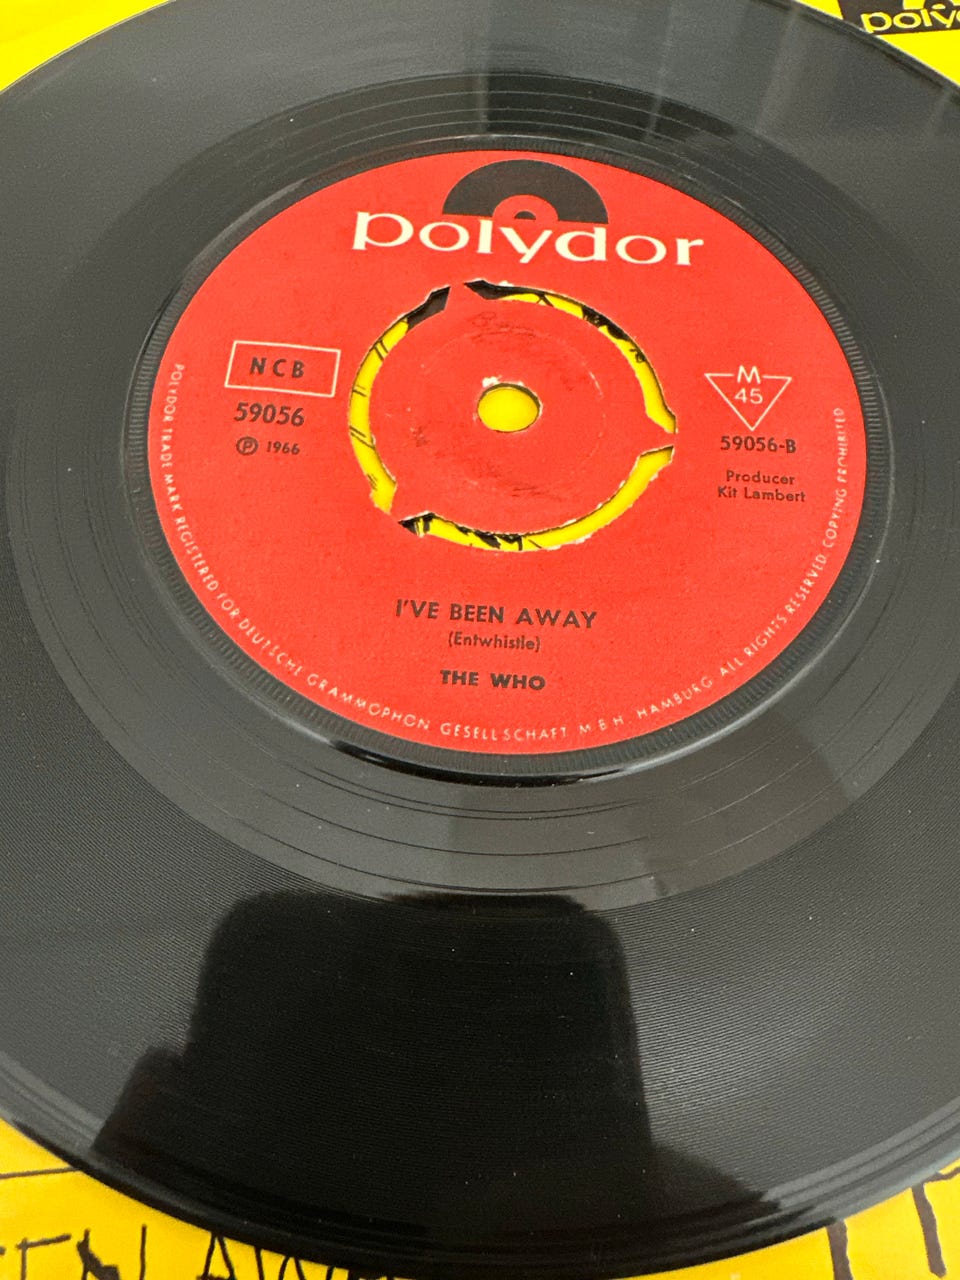 polydor
NCB
59056
Ⓟ 1966
M
45
59056-B
Producer
Kit Lambert
I'VE BEEN AWAY
(Entwhistle)
THE WHO
POLYDOR TRADE MARK REGISTERED FOR DEUTSCHE GRAMMOPHON GESELLSCHAFT M.B.H. HAMBURG. ALL RIGHTS RESERVED. COPYING PROHIBITED